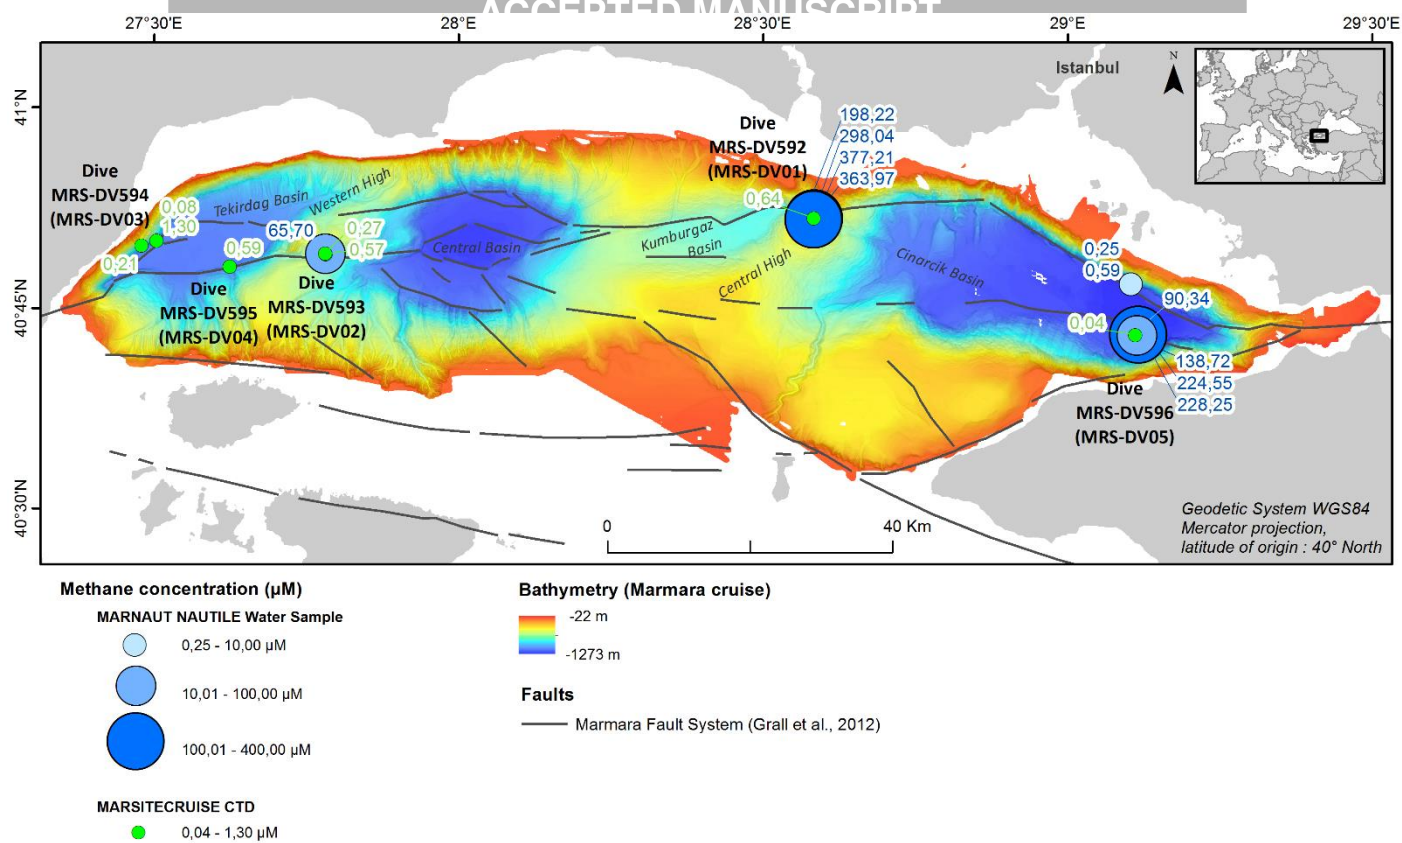 ACCEPTED MANUSCRIPT
27°30'E
28°E
28°30'E
29°E
29°30'E
41°N
40°45'N
40°30'N
Istanbul
N
Dive
MRS-DV592
(MRS-DV01)
198,22
298,04
377,21
363,97
0,64
Dive
MRS-DV594
(MRS-DV03)
0,08
1,30
0,21
Tekirdag Basin
Western High
65,70
0,27
0,57
0,59
Dive
MRS-DV595
(MRS-DV04)
Dive
MRS-DV593
(MRS-DV02)
Central Basin
Kumburgaz
Basin
Central High
Cinarcik Basin
0,25
0,59
90,34
0,04
138,72
224,55
228,25
Dive
MRS-DV596
(MRS-DV05)
0
40 Km
Geodetic System WGS84
Mercator projection,
latitude of origin : 40° North
Methane concentration (µM)
MARNAUT NAUTILE Water Sample
0,25 - 10,00 µM
10,01 - 100,00 µM
100,01 - 400,00 µM
MARSITECRUISE CTD
0,04 - 1,30 µM
Bathymetry (Marmara cruise)
-22 m
-1273 m
Faults
Marmara Fault System (Grall et al., 2012)